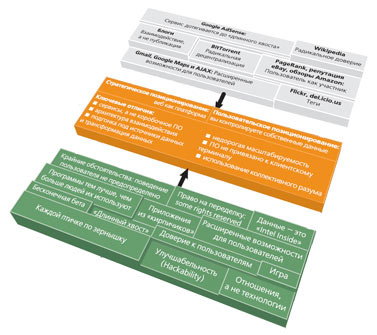 Google AdSense:
Сервис дотягивается до «длинного хвоста»
Блоги
Взаимодействие,
а не публикация
BitTorrent
Радикальная
децентрализация
Wikipedia
Радикальное доверие
PageRank, репутация
eBay, обзоры Amazon:
Пользователь как участник
Gmail, Google Maps и AJAX: Расширенные
возможности для пользователей
Flickr, del.icio.us
Теги
Стратегическое позиционирование:
веб как платформа
Пользовательское позиционирование:
вы контролируете собственные данные
Ключевые отличия:
сервисы, а не коробочное ПО
архитектура взаимодействия
подгонка под источники данных
и трансформация данных
недорогая масштабируемость
ПО не привязано к клиентскому
терминалу
использование коллективного разума
Крайние обстоятельства: поведение
пользователя не предопределено
Право на переделку:
some rights reserved
Данные — это
«Intel Inside»
Программы тем лучше, чем
больше людей их используют
Приложения
из «кирпичиков»
Расширенные возможности
для пользователей
Бесконечная бета
«Длинный хвост»
Доверие к пользователям
Игра
Каждой птичке по зернышку
Улучшабельность
(Hackability)
Отношения,
а не технологии